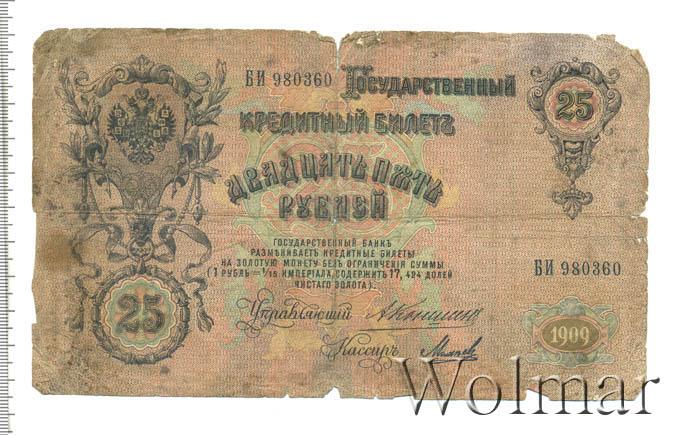 БИ 980360
ГОСУДАРСТВЕННЫЙ
25
КРЕДИТНЫЙ БИЛЕТЪ
ДВАДЦАТЬ ПЯТЬ
РУБЛЕЙ
ГОСУДАРСТВЕННЫЙ БАНКЪ
РАЗМѢНИВАЕТЪ КРЕДИТНЫЕ БИЛЕТЫ
НА ЗОЛОТУЮ МОНЕТУ БЕЗЪ ОГРАНИЧЕНІЯ СУММЫ
(1 РУБЛЬ = 1/15 ИМПЕРІАЛА, СОДЕРЖИТЪ 17, 424 ДОЛЕЙ
ЧИСТАГО ЗОЛОТА).
БИ 980360
25
Управляющій
А Коншинъ
Кассиръ
1909
Wolmar